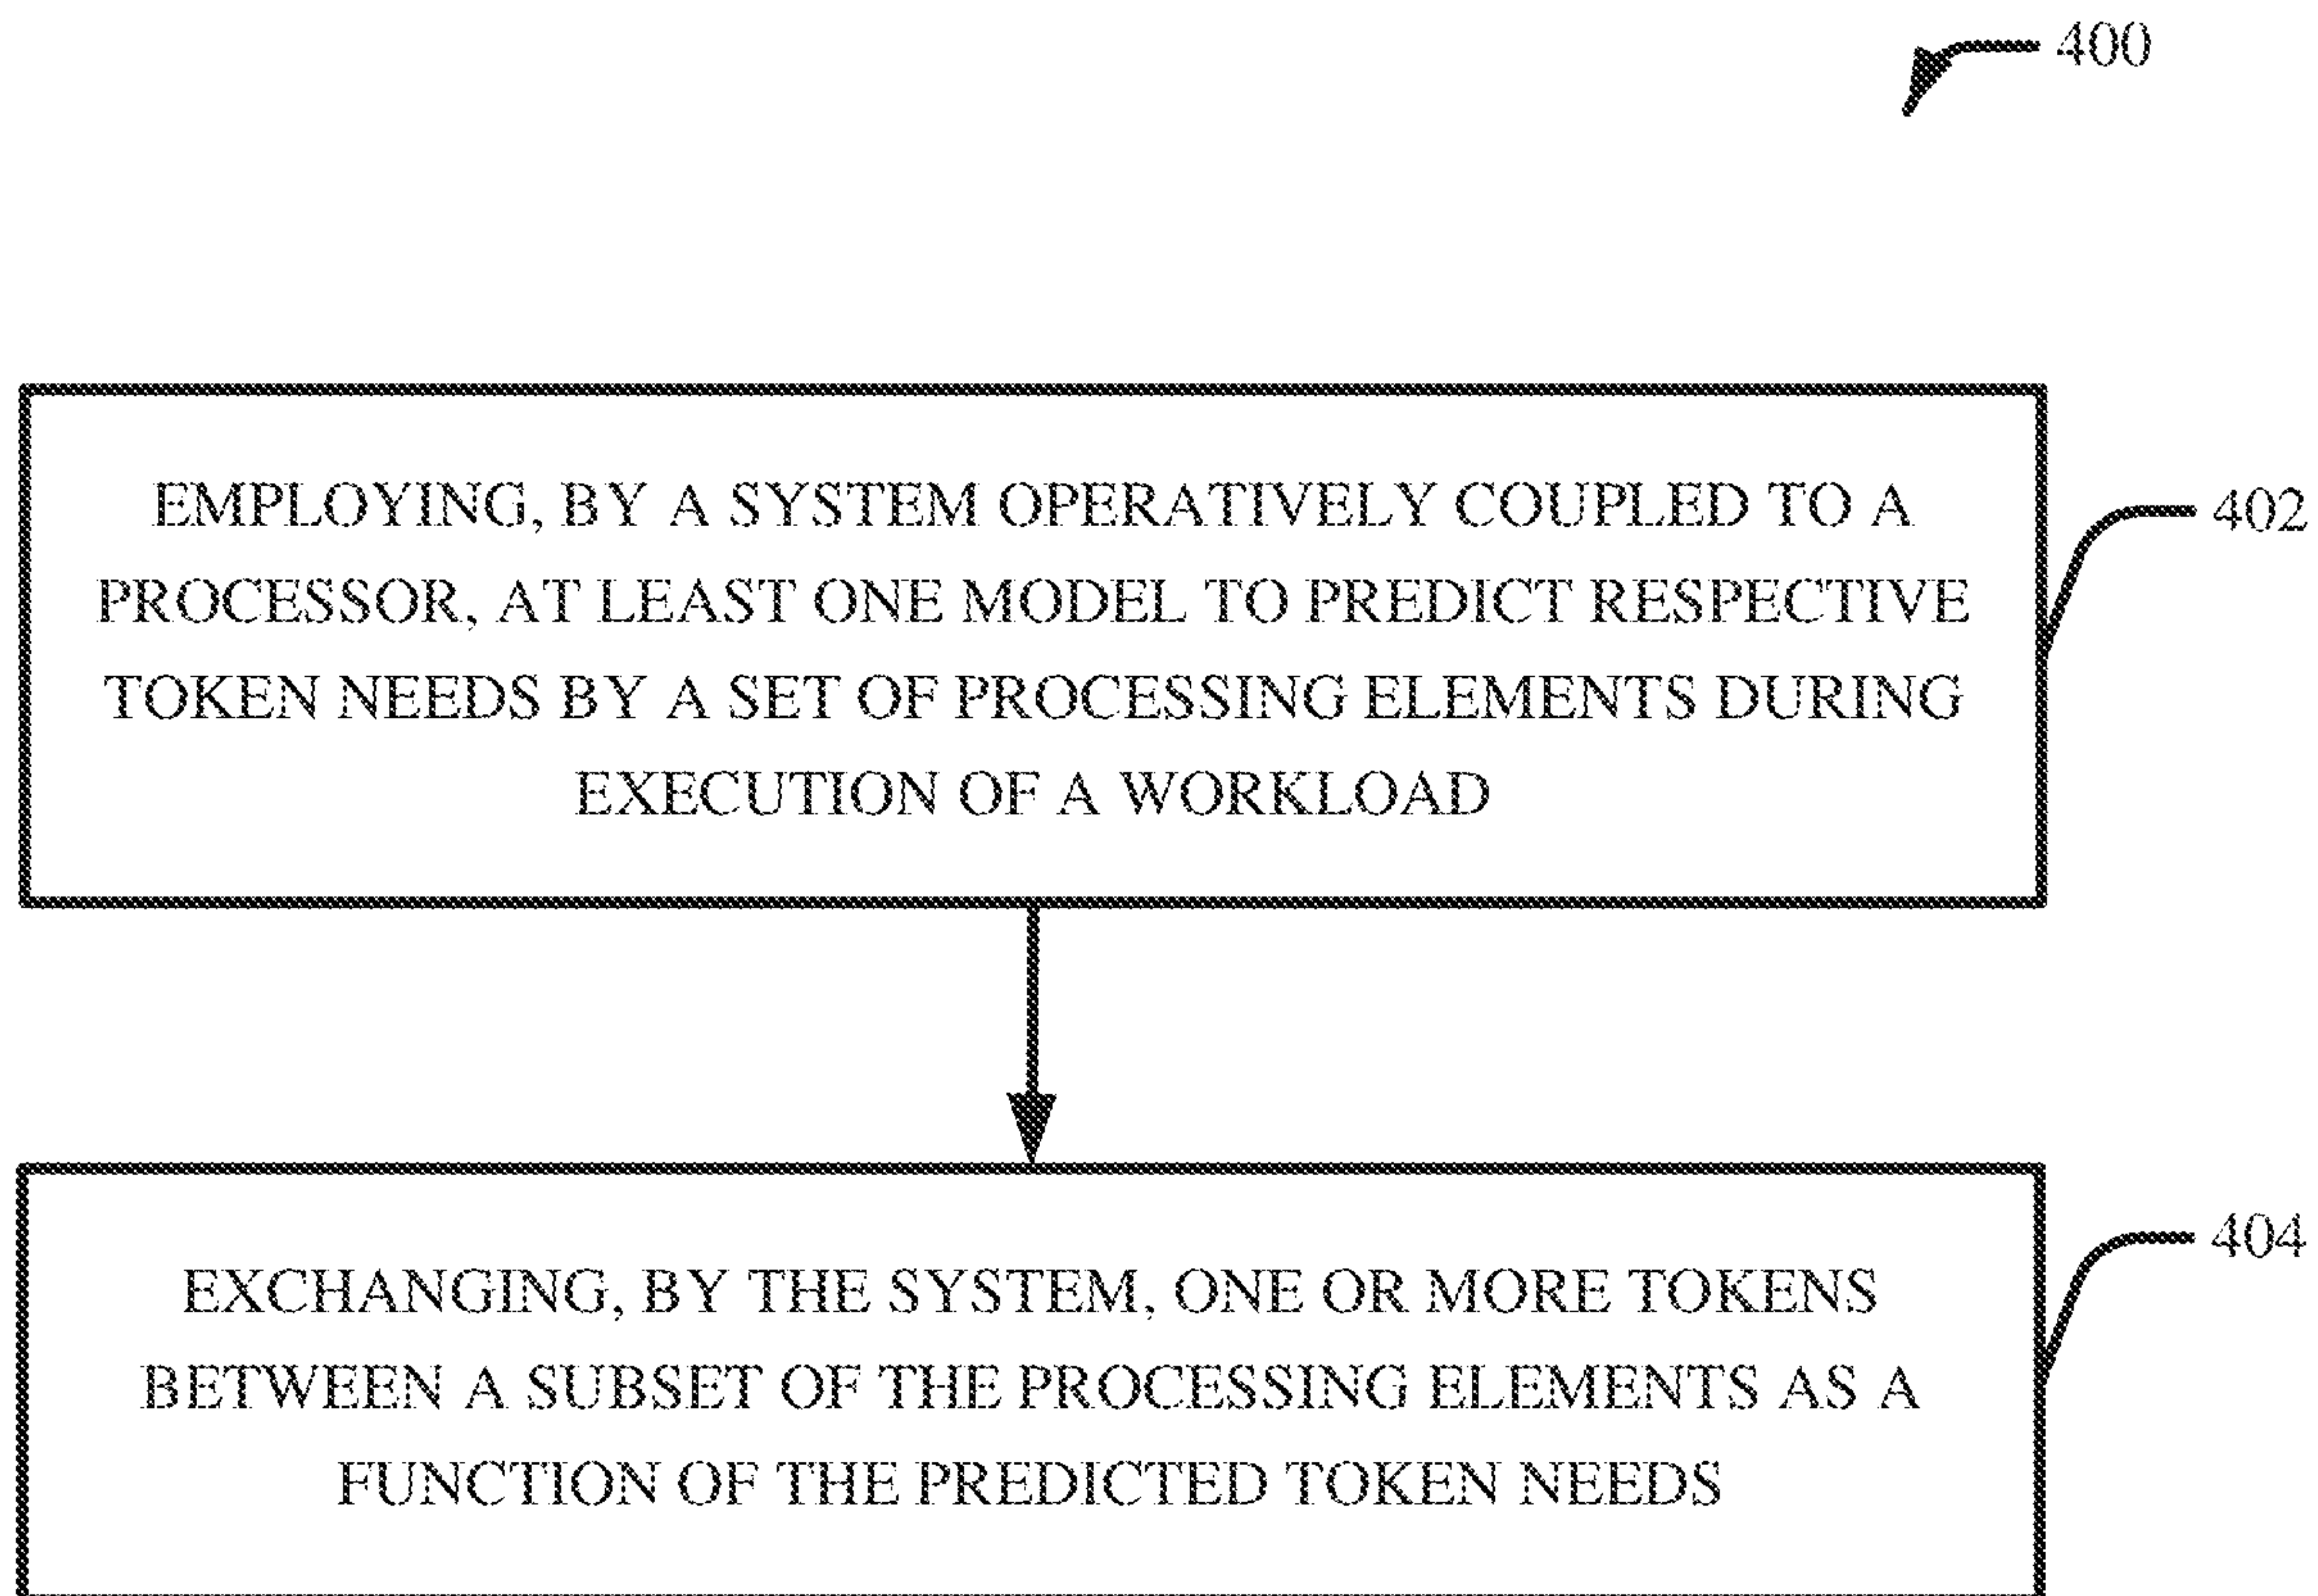 400
EMPLOYING, BY A SYSTEM OPERATIVELY COUPLED TO A
PROCESSOR, AT LEAST ONE MODEL TO PREDICT RESPECTIVE
TOKEN NEEDS BY A SET OF PROCESSING ELEMENTS DURING
EXECUTION OF A WORKLOAD
402
EXCHANGING, BY THE SYSTEM, ONE OR MORE TOKENS
BETWEEN A SUBSET OF THE PROCESSING ELEMENTS AS A
FUNCTION OF THE PREDICTED TOKEN NEEDS
404